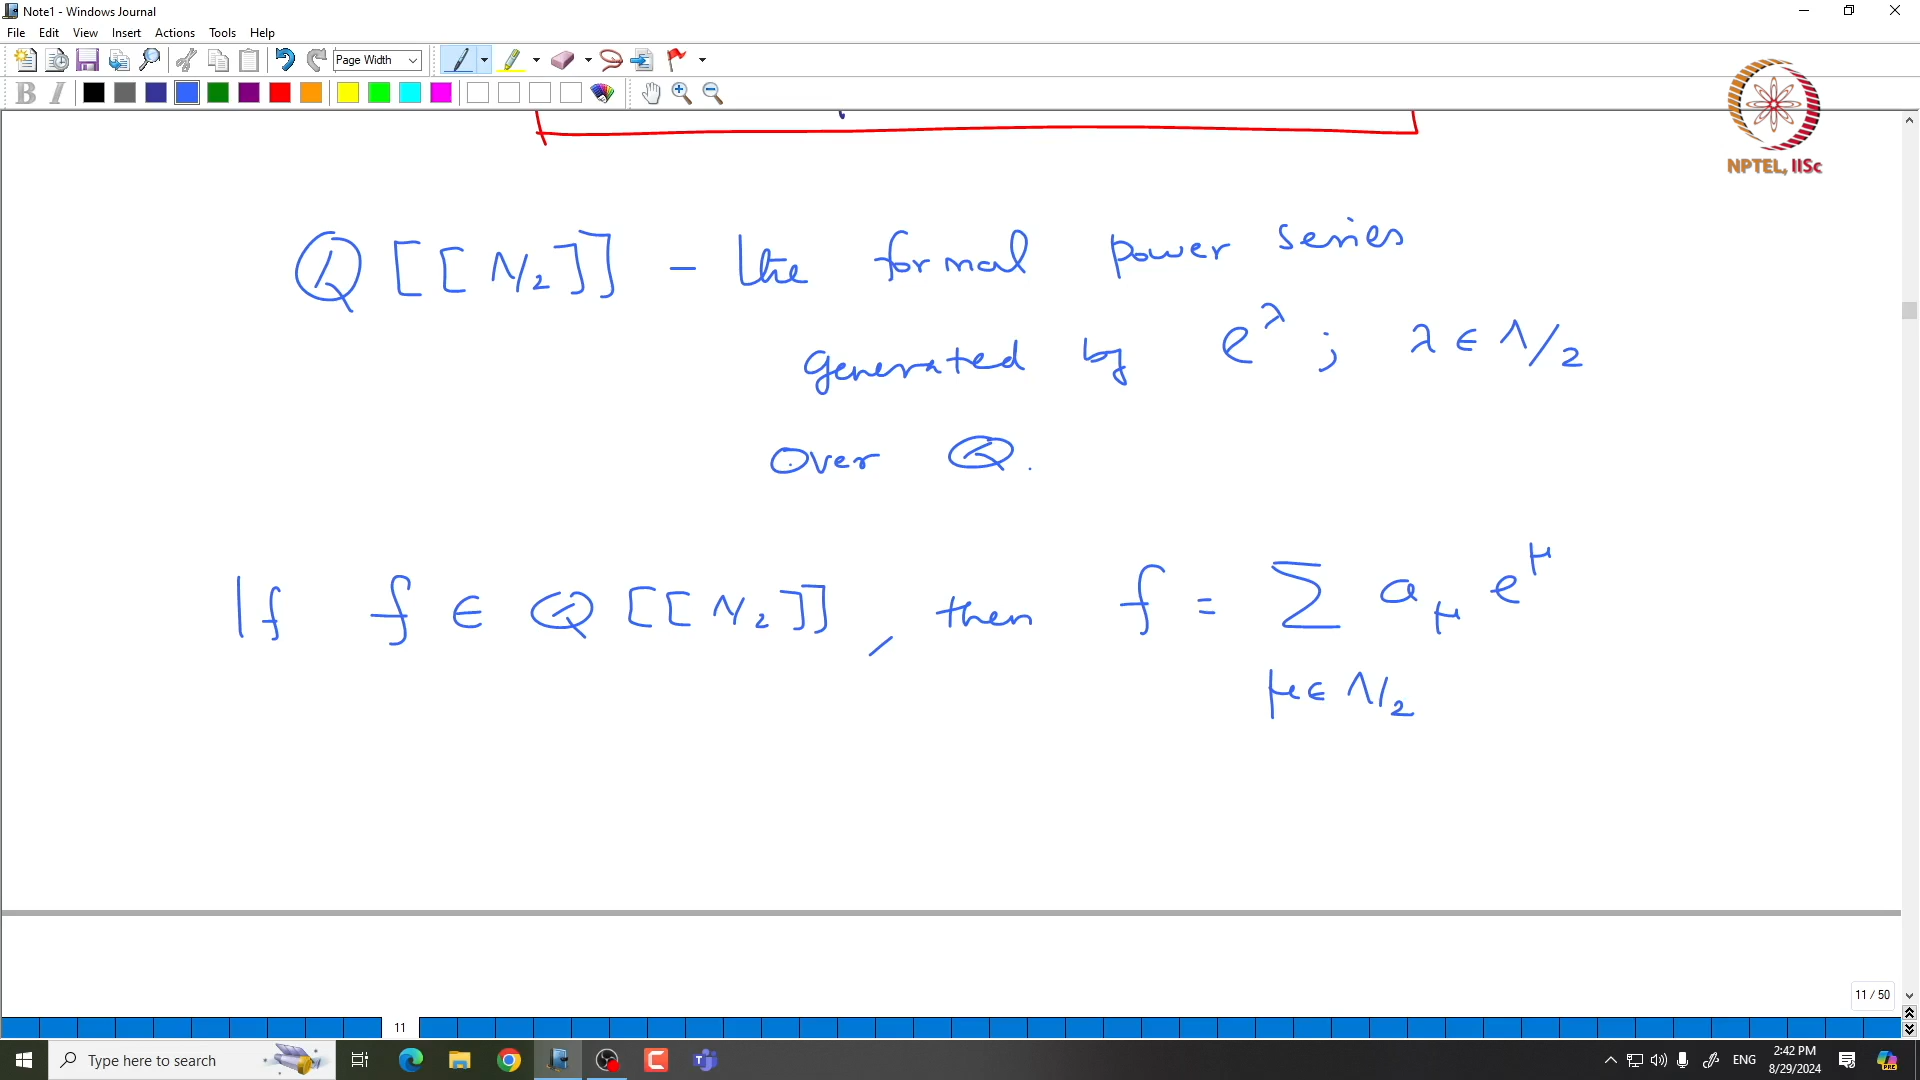 Note1 - Windows Journal
File Edit View Insert Actions Tools Help
Page Width
B I
NPTEL, IISc
Q [[Λ/2]] - the formal power series
generated by e^λ ; λ ∈ Λ/2
over Q.
If f ∈ Q [[Λ/2]], then f = Σ a_μ e^μ
μ ∈ Λ/2
11 / 50
11
Type here to search
ENG
2:42 PM
8/29/2024